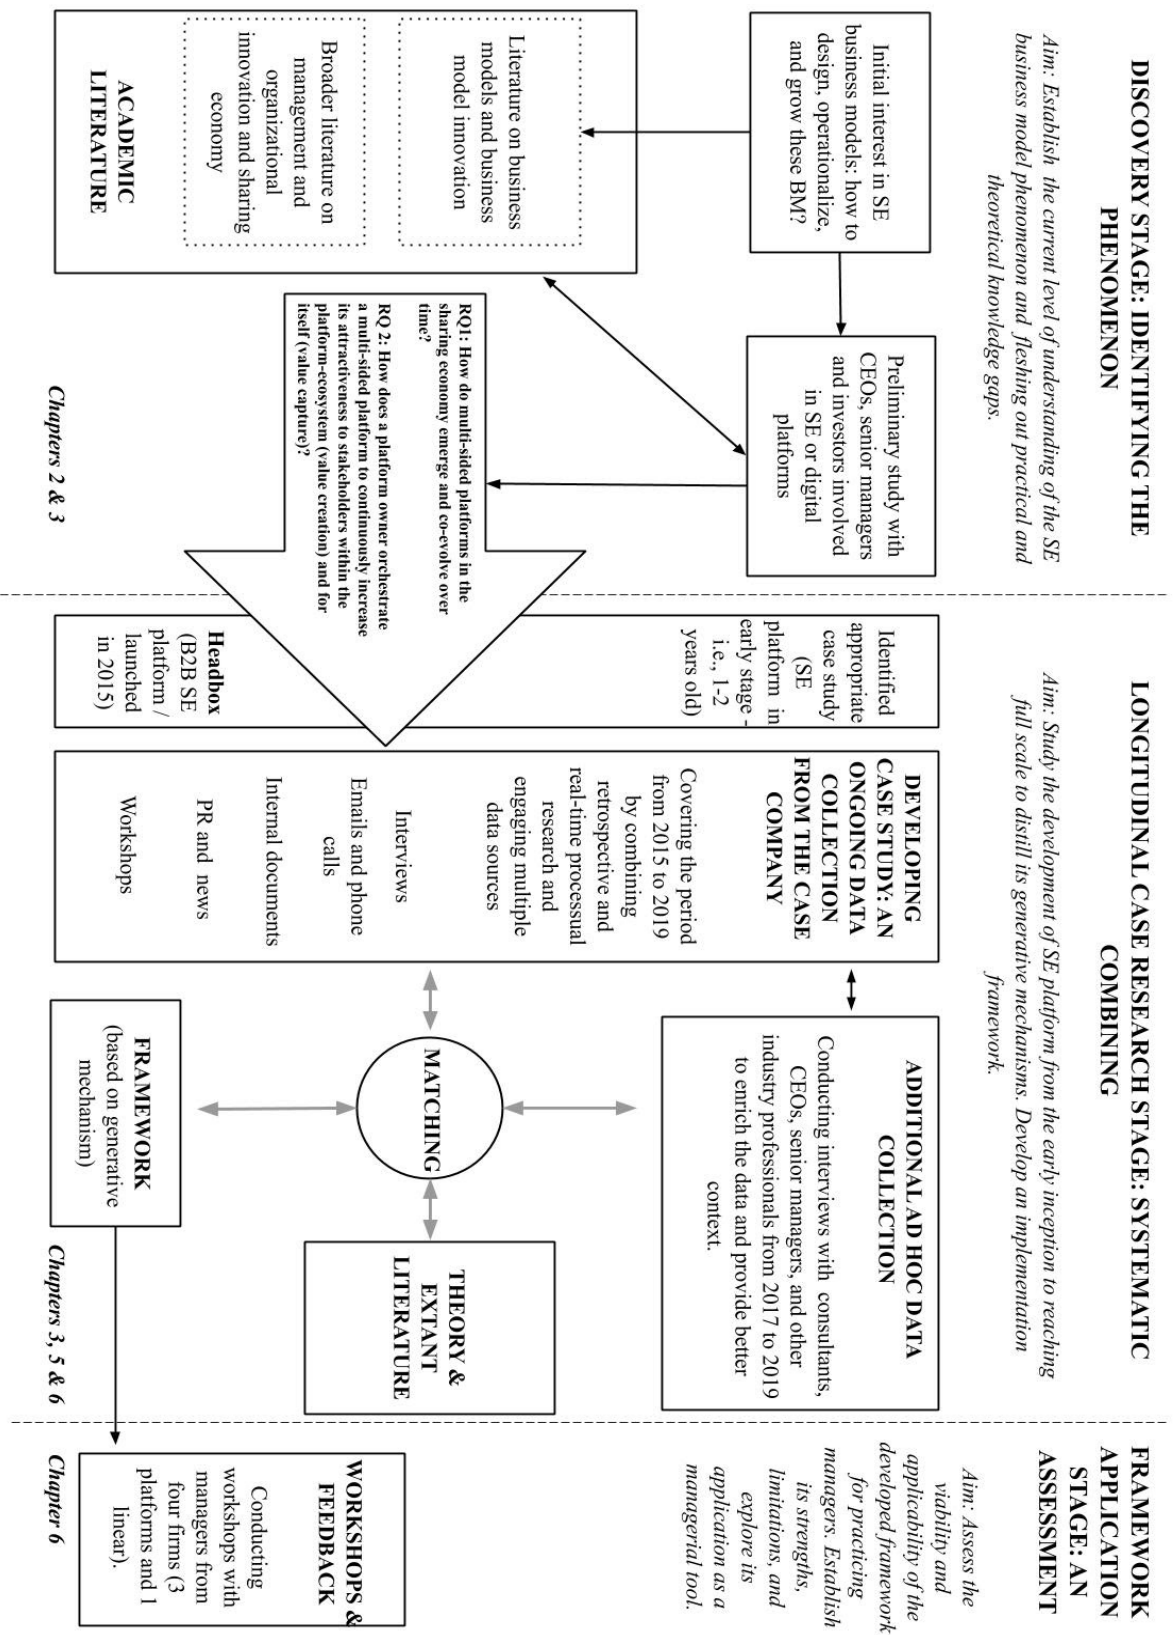 DISCOVERY STAGE: IDENTIFYING THE
PHENOMENON
Aim: Establish the current level of understanding of the SE
business model phenomenon and fleshing out practical and
theoretical knowledge gaps.
Initial interest in SE
business models: how to
design, operationalize,
and grow these BM?
Preliminary study with
CEOs, senior managers
and investors involved
in SE or digital
platforms
Literature on business
models and business
model innovation
Broader literature on
management and
organizational
innovation and sharing
economy
ACADEMIC
LITERATURE
RQ1: How do multi-sided platforms in the
sharing economy emerge and co-evolve over
time?
RQ 2: How does a platform owner orchestrate
a multi-sided platform to continuously increase
its attractiveness to stakeholders within the
platform-ecosystem (value creation) and for
itself (value capture)?
Chapters 2 & 3
LONGITUDINAL CASE RESEARCH STAGE: SYSTEMATIC
COMBINING
Aim: Study the development of SE platform from the early inception to reaching
full scale to distill its generative mechanisms. Develop an implementation
framework.
Identified
appropriate
case study
(SE
platform in
early stage -
i.e., 1-2
years old)
Headbox
(B2B SE
platform /
launched
in 2015)
DEVELOPING
CASE STUDY: AN
ONGOING DATA
COLLECTION
FROM THE CASE
COMPANY
Covering the period
from 2015 to 2019
by combining
retrospective and
real-time processual
research and
engaging multiple
data sources
Interviews
Emails and phone
calls
Internal documents
PR and news
Workshops
ADDITIONAL AD HOC DATA
COLLECTION
Conducting interviews with consultants,
CEOs, senior managers, and other
industry professionals from 2017 to 2019
to enrich the data and provide better
context.
MATCHING
THEORY &
EXTANT
LITERATURE
FRAMEWORK
(based on generative
mechanism)
Chapters 3, 5 & 6
FRAMEWORK
APPLICATION
STAGE: AN
ASSESSMENT
Aim: Assess the
viability and
applicability of the
developed framework
for practicing
managers. Establish
its strengths,
limitations, and
explore its
application as a
managerial tool.
WORKSHOPS &
FEEDBACK
Conducting
workshops with
managers from
four firms (3
platforms and 1
linear).
Chapter 6